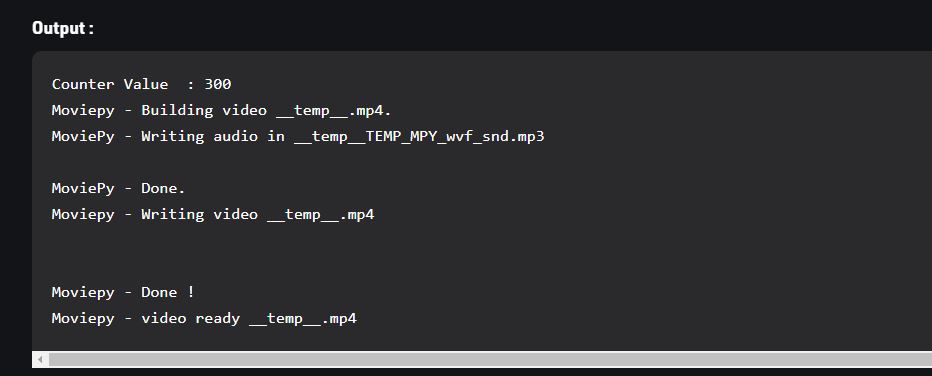 Output :
Counter Value  : 300
Moviepy - Building video __temp__.mp4.
MoviePy - Writing audio in __temp__TEMP_MPY_wvf_snd.mp3
MoviePy - Done.
Moviepy - Writing video __temp__.mp4
Moviepy - Done !
Moviepy - video ready __temp__.mp4